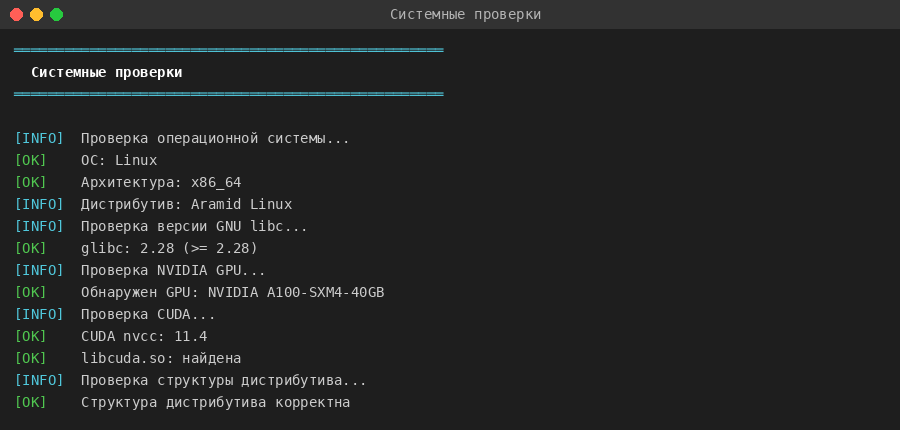 Системные проверки
Системные проверки
[INFO] Проверка операционной системы...
[OK] ОС: Linux
[OK] Архитектура: x86_64
[INFO] Дистрибутив: Aramid Linux
[INFO] Проверка версии GNU libc...
[OK] glibc: 2.28 (>= 2.28)
[INFO] Проверка NVIDIA GPU...
[OK] Обнаружен GPU: NVIDIA A100-SXM4-40GB
[INFO] Проверка CUDA...
[OK] CUDA nvcc: 11.4
[OK] libcuda.so: найдена
[INFO] Проверка структуры дистрибутива...
[OK] Структура дистрибутива корректна